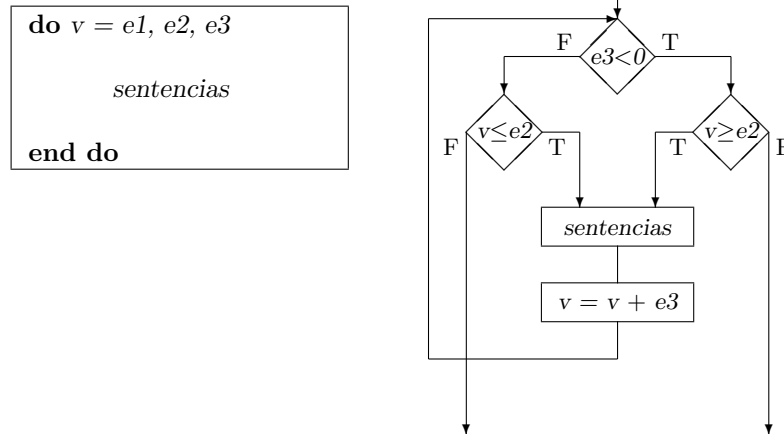 do v = e1, e2, e3
sentencias
end do
F
e3<0
T
F
v≤e2
T
T
v≥e2
F
sentencias
v = v + e3